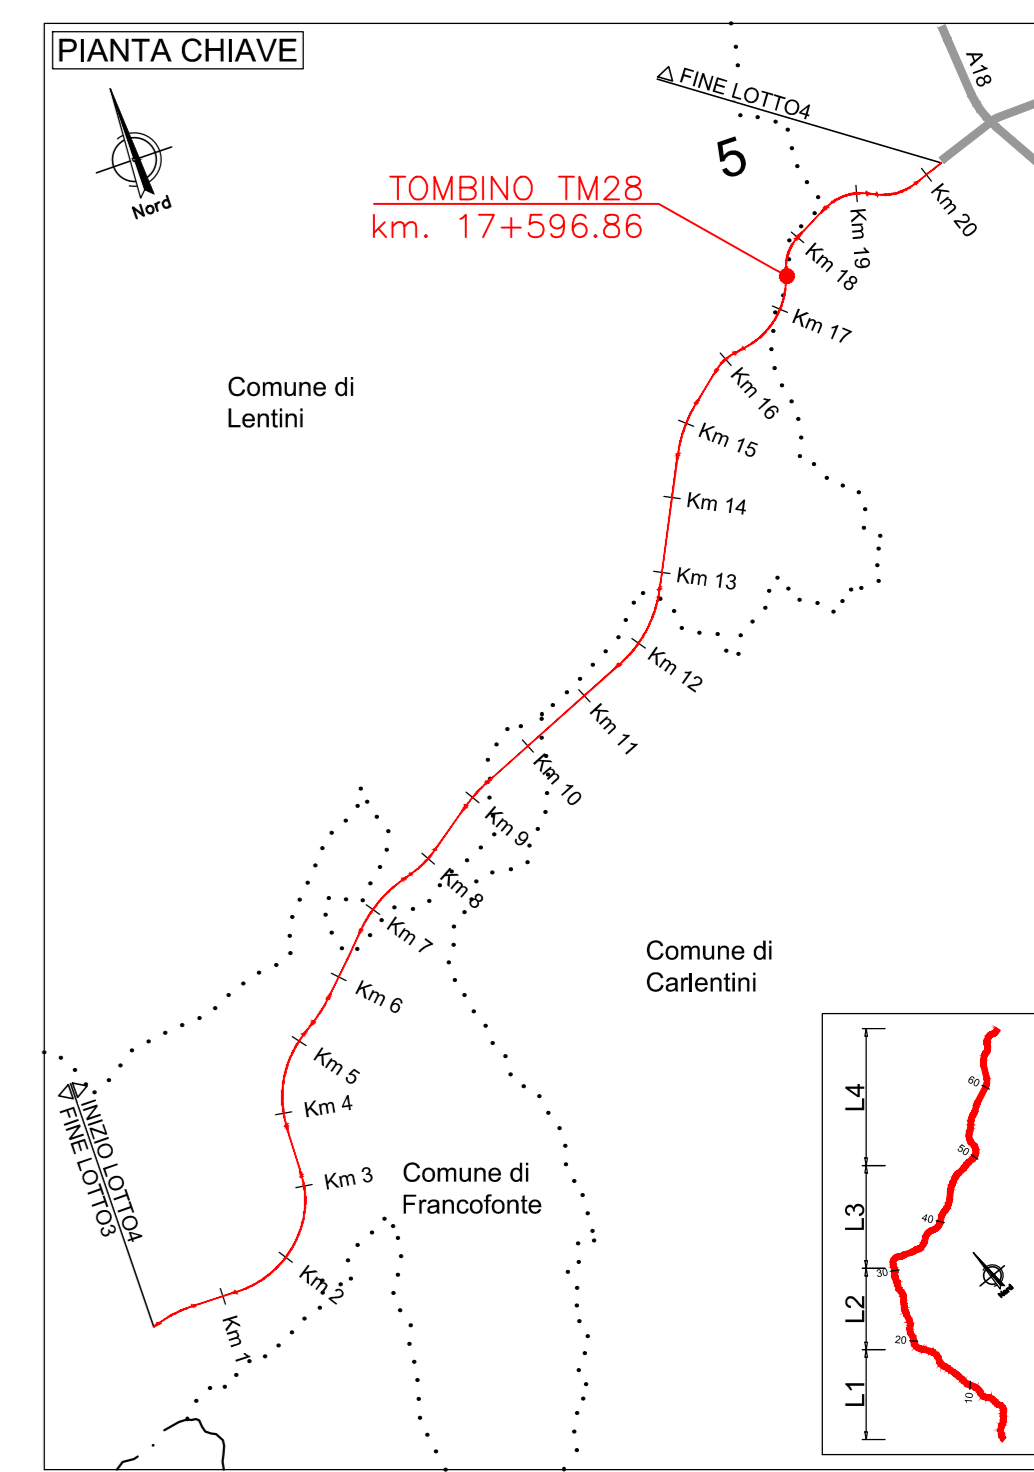 PIANTA CHIAVE
Nord
FINE LOTTO4
A18
5
TOMBINO TM28
km. 17+596.86
Km 20
Km 19
Km 18
Km 17
Km 16
Km 15
Km 14
Km 13
Km 12
Km 11
Km 10
Km 9
Km 8
Km 7
Km 6
Km 5
Km 4
Km 3
Km 2
Km 1
Comune di
Lentini
Comune di
Carlentini
Comune di
Francofonte
INIZIO LOTTO4
FINE LOTTO3
L4
L3
L2
L1
60
50
40
30
20
10